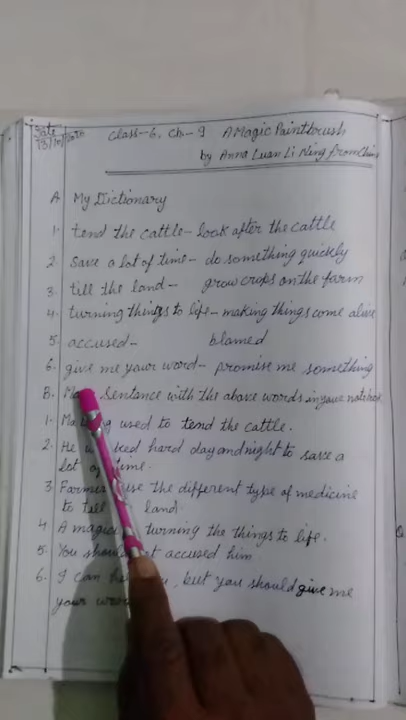 Date
Class-6, Ch-9 A Magic Paintbrush
by Anna Luan Li Ning from China
A My Dictionary
1. tend the cattle- look after the cattle
2. save a lot of time- do something quickly
3. till the land- grow crops on the farm
4. turning things to life- making things come alive
5. accused- blamed
6. give me your word- promise me something
B. sentence with the above words in your notebook
1. used to tend the cattle.
2. He hard day and night to save a
lot of time.
3. the different type of medicine
to till land.
4 A turning the things to life.
5. You accused him.
6. I can , but you should give me
your